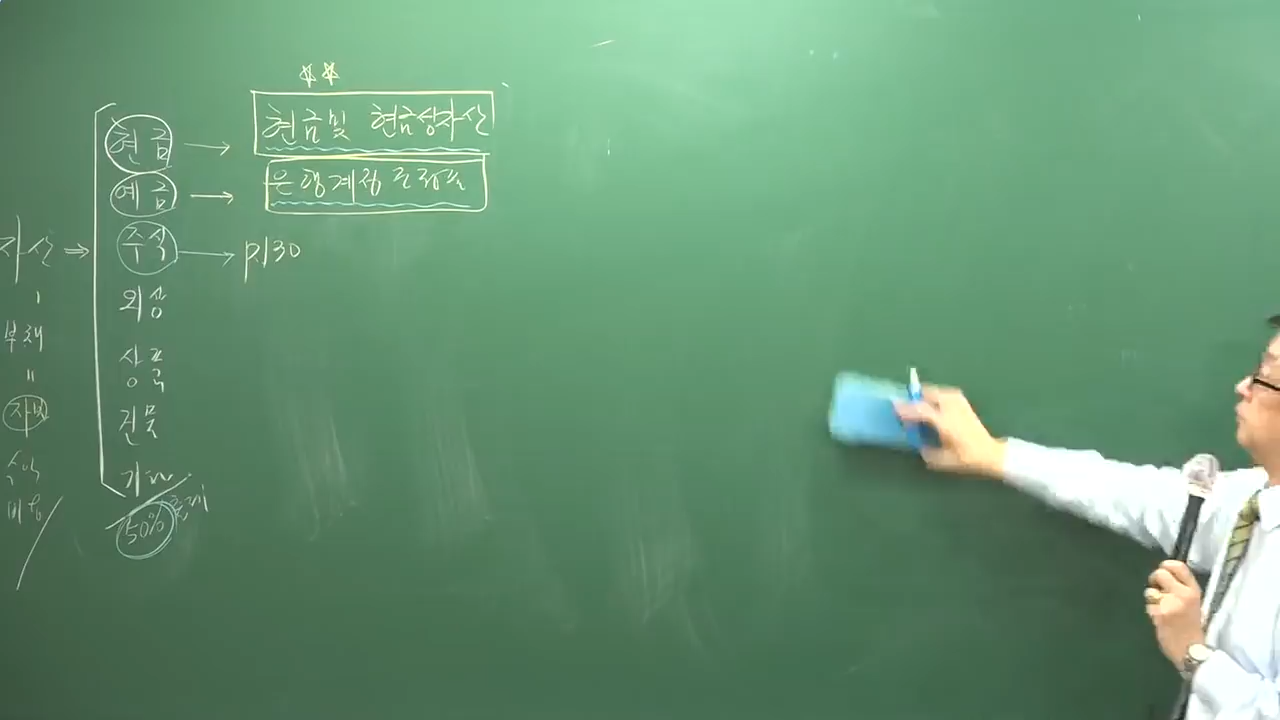 현금 → 현금및 현금성자산
예금 → 은행계정조정표
주식 → p.130
자산 ⇒
외상
상품
부채
"
건물
자본
기계
수익
비용
50%